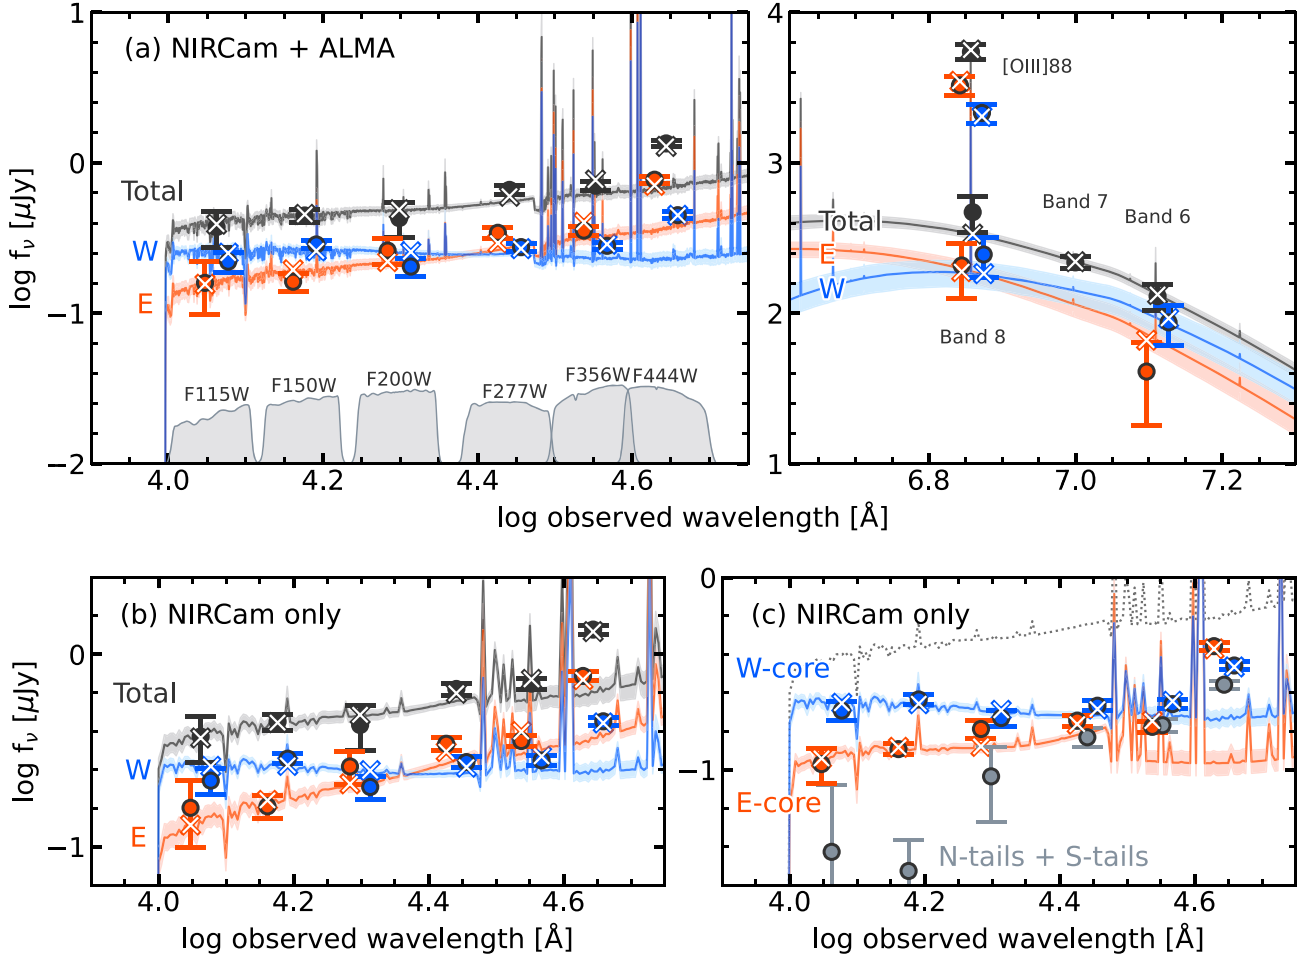 (a) NIRCam + ALMA
Total
W
E
F115W
F150W
F200W
F277W
F356W
F444W
1
0
−1
−2
log fν [μJy]
4.0
4.2
4.4
4.6
[OIII]88
Band 7
Band 6
Total
E
W
Band 8
4
3
2
1
6.8
7.0
7.2
log observed wavelength [Å]
(b) NIRCam only
Total
W
E
0
−1
log fν [μJy]
4.0
4.2
4.4
4.6
log observed wavelength [Å]
(c) NIRCam only
W-core
E-core
N-tails + S-tails
0
−1
4.0
4.2
4.4
4.6
log observed wavelength [Å]